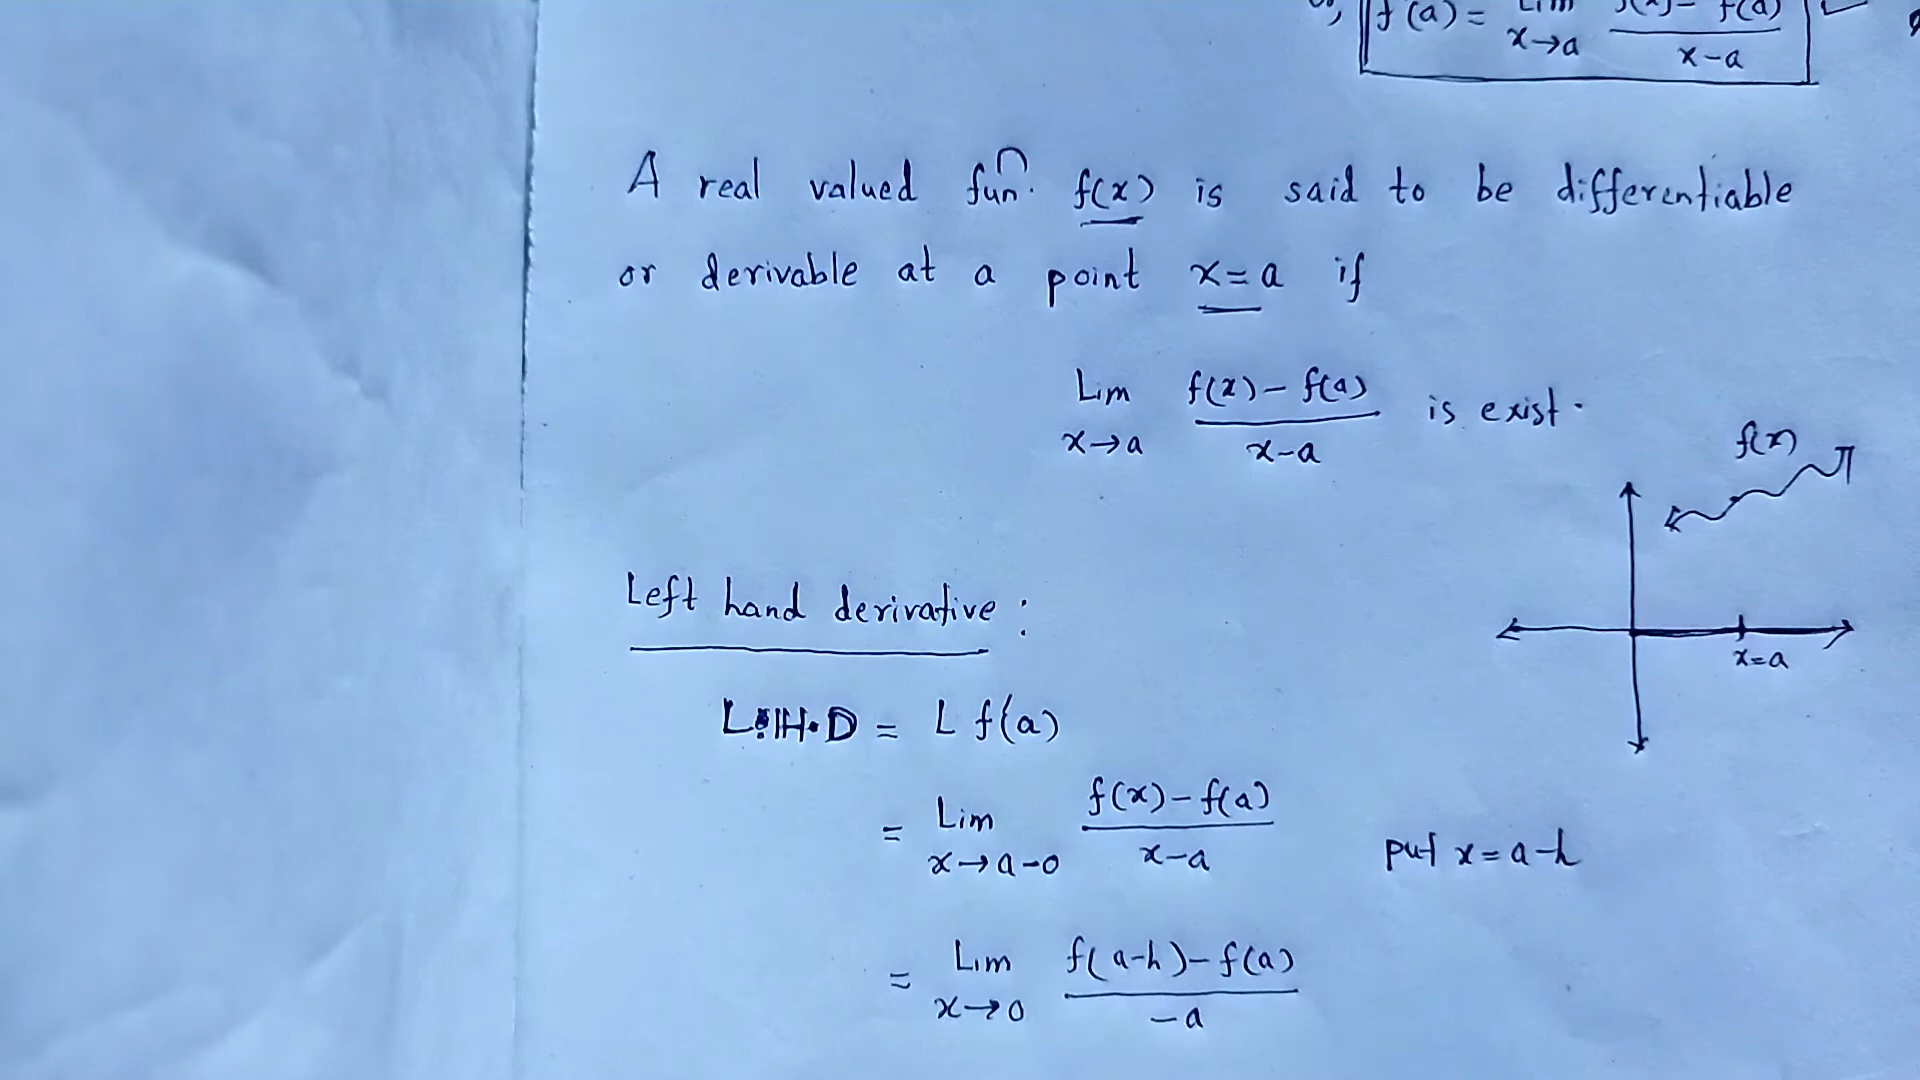 f'(a) = Lim x→a f(x) - f(a) / x-a
A real valued fun^n. f(x) is said to be differentiable
or derivable at a point x = a if
Lim x→a f(x) - f(a) / x-a is exist.
f(x)
x=a
Left hand derivative :
L.H.D = L f(a)
= Lim x→a-0 f(x) - f(a) / x-a put x = a-h
= Lim x→0 f(a-h) - f(a) / -a